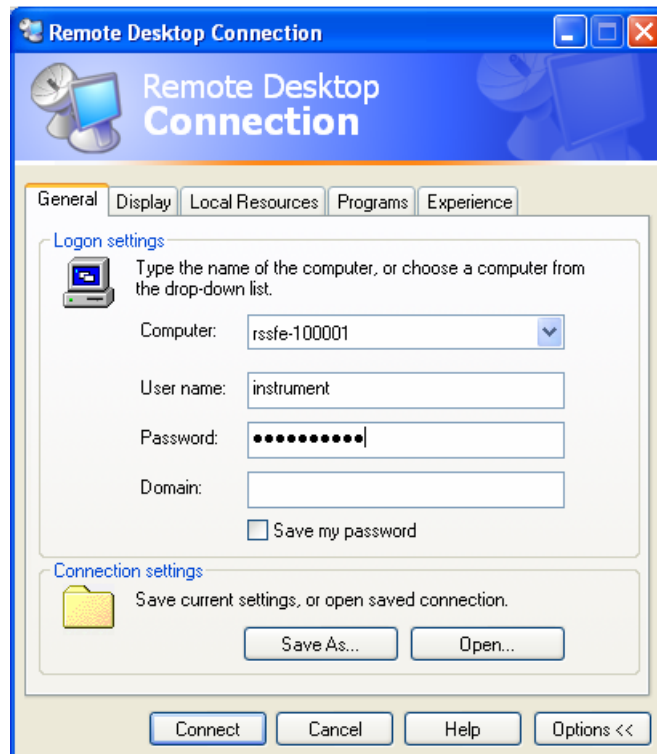 Remote Desktop Connection
Remote Desktop
Connection
General Display Local Resources Programs Experience
Logon settings
Type the name of the computer, or choose a computer from
the drop-down list.
Computer: rssfe-100001
User name: instrument
Password: ●●●●●●●●●●
Domain:
Save my password
Connection settings
Save current settings, or open saved connection.
Save As... Open...
Connect Cancel Help Options <<